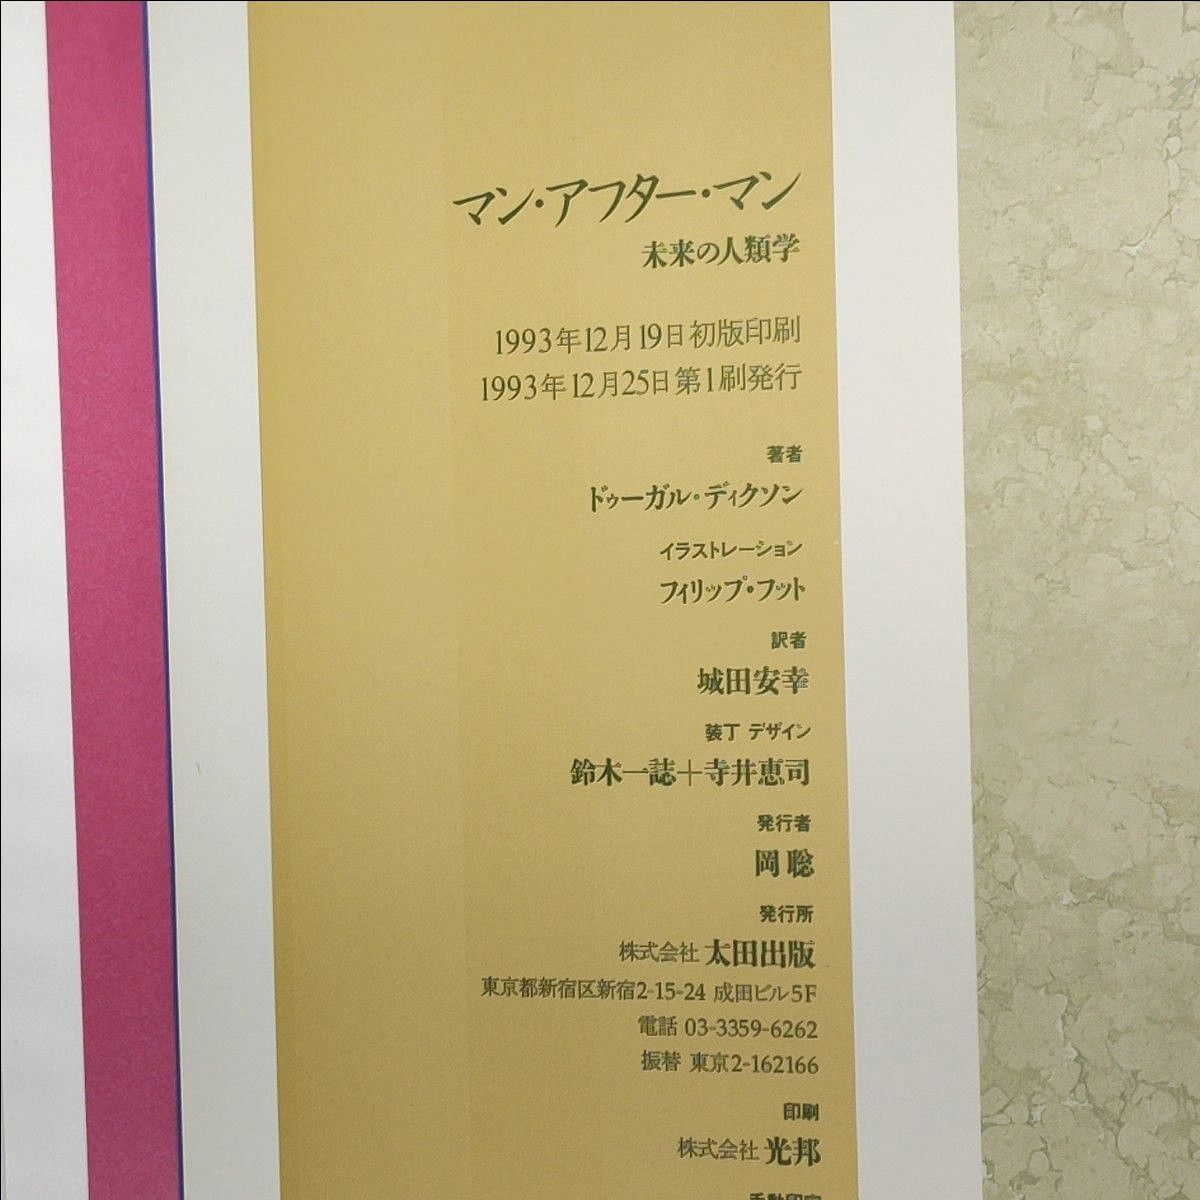 マン・アフター・マン
未来の人類学
1993年12月19日初版印刷
1993年12月25日第1刷発行
著者
ドゥーガル・ディクソン
イラストレーション
フィリップ・フット
訳者
城田安幸
装丁 デザイン
鈴木一誌＋寺井恵司
発行者
岡 聡
発行所
株式会社 太田出版
東京都新宿区新宿2-15-24 成田ビル5F
電話 03-3359-6262
振替 東京2-162166
印刷
株式会社 光邦